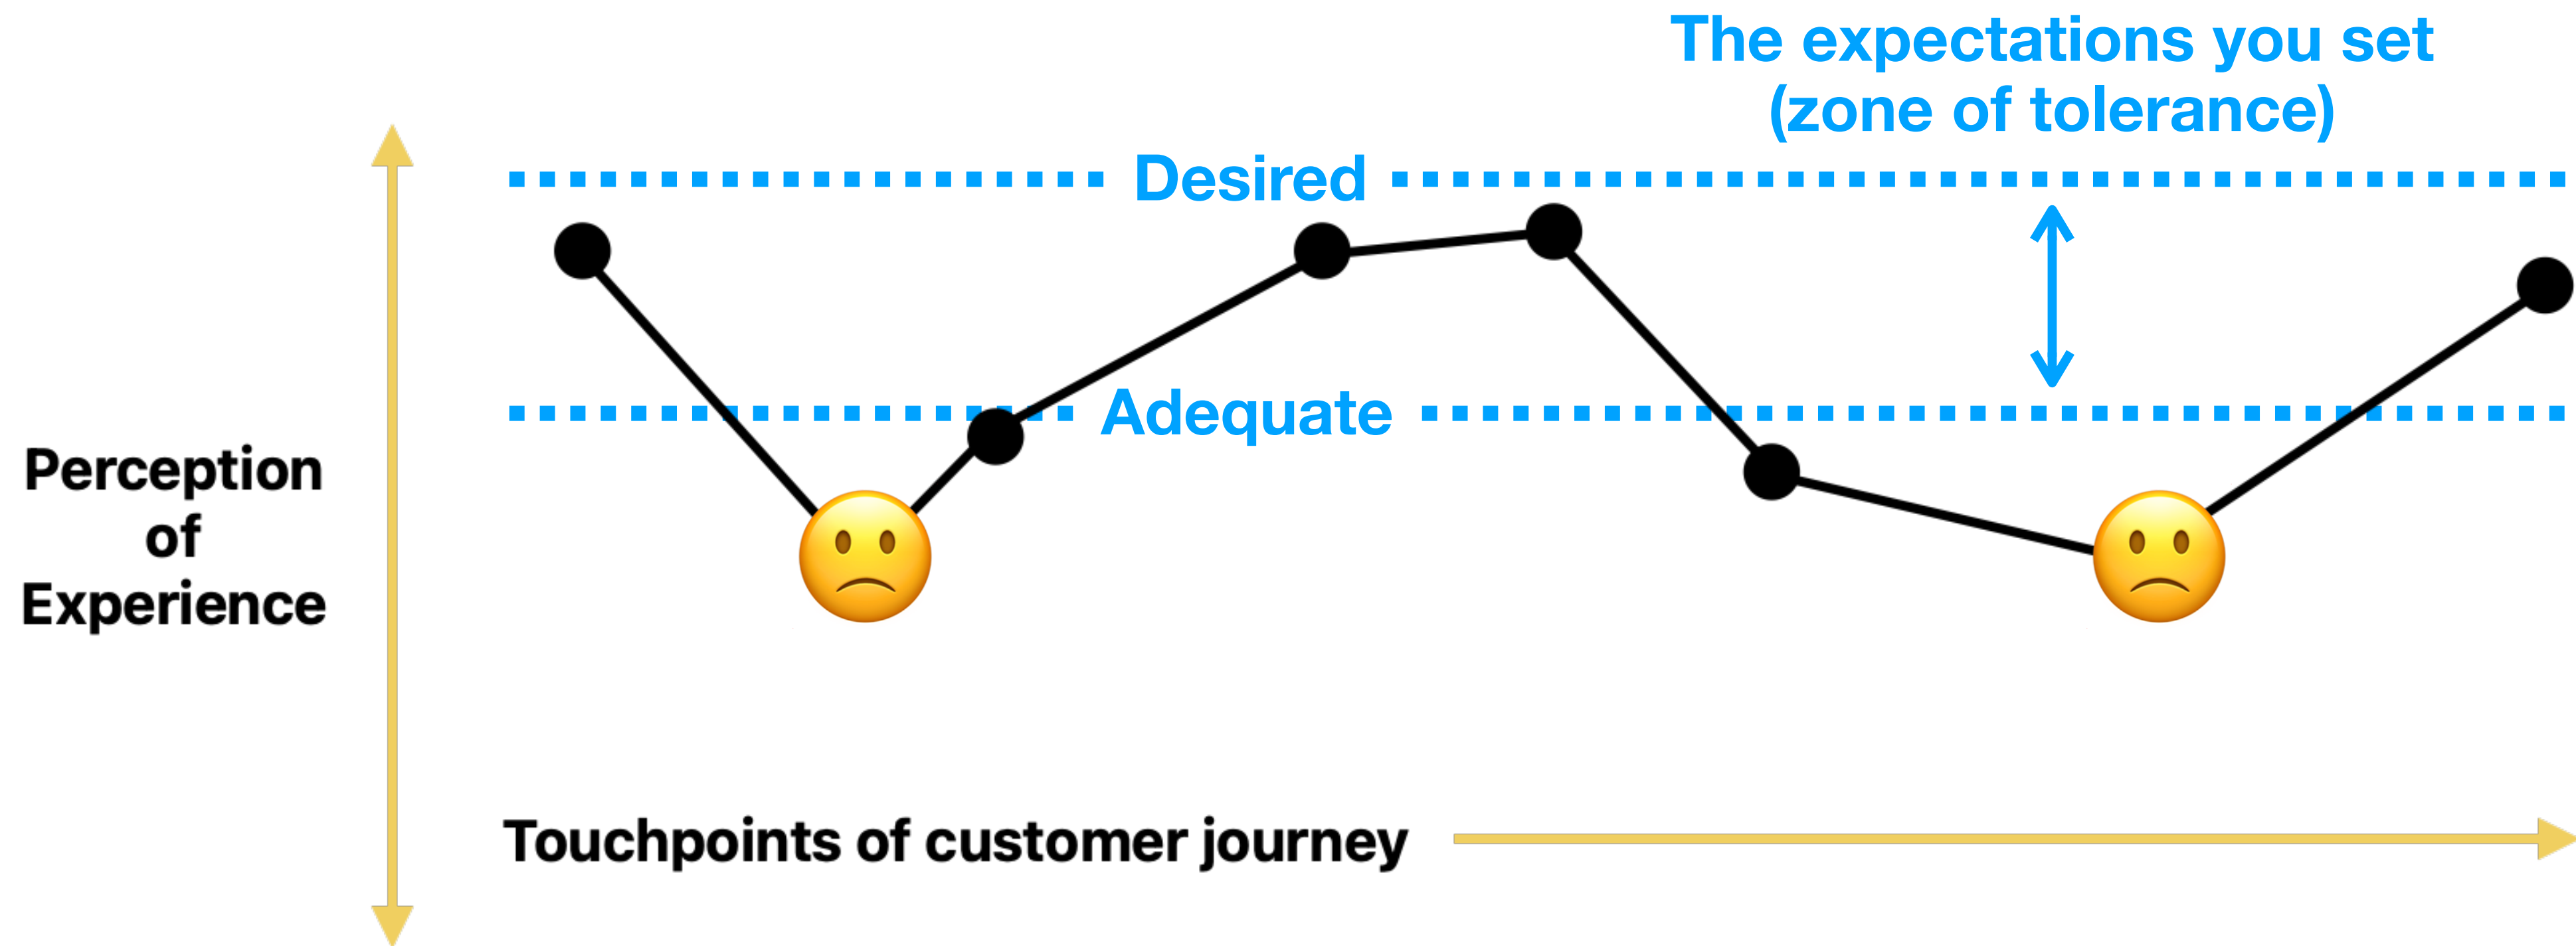 The expectations you set
(zone of tolerance)
Desired
Adequate
Perception
of
Experience
Touchpoints of customer journey